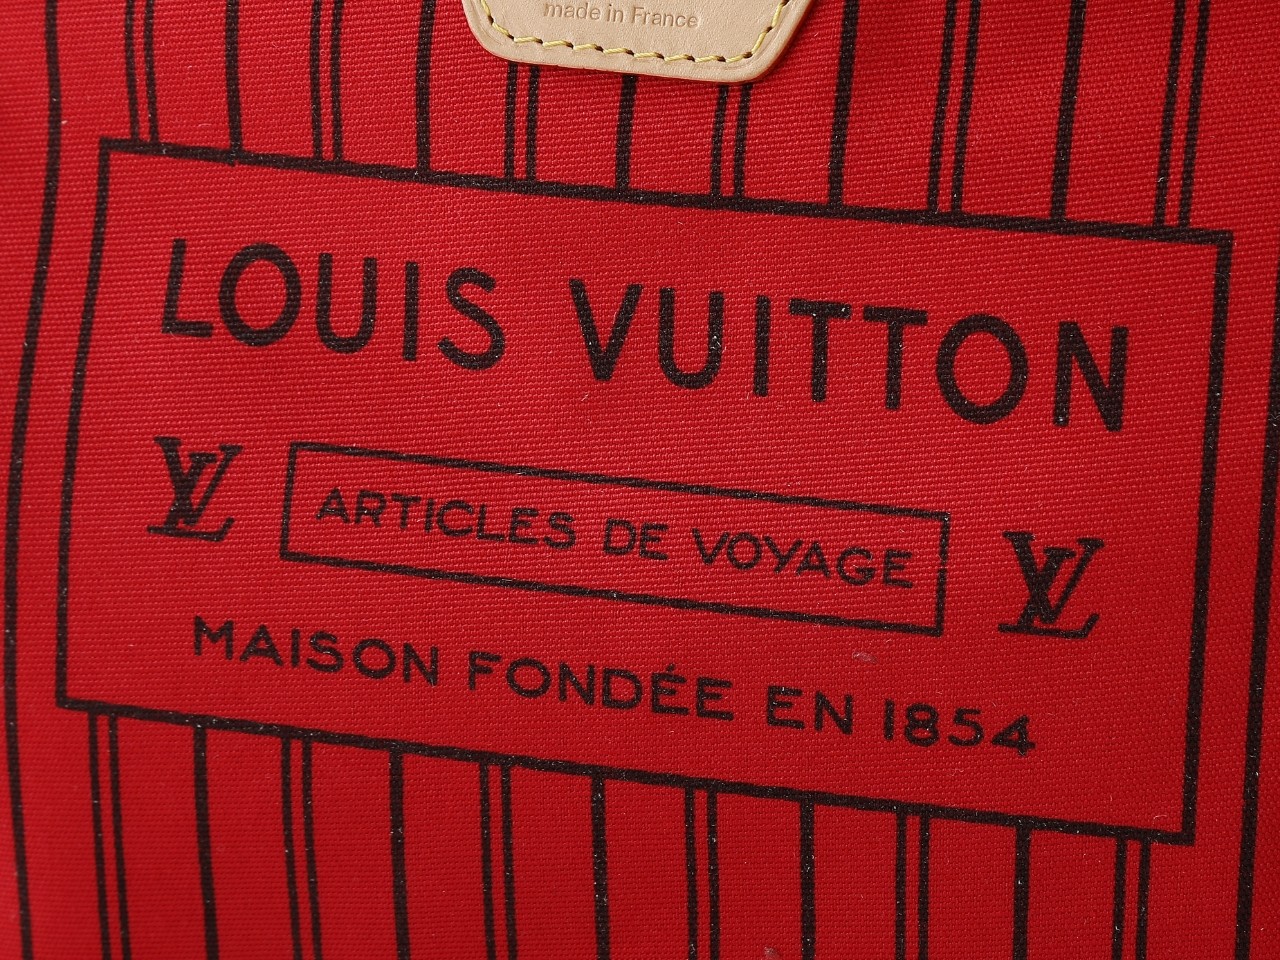 made in France
LOUIS VUITTON
LV ARTICLES DE VOYAGE LV
MAISON FONDÉE EN 1854